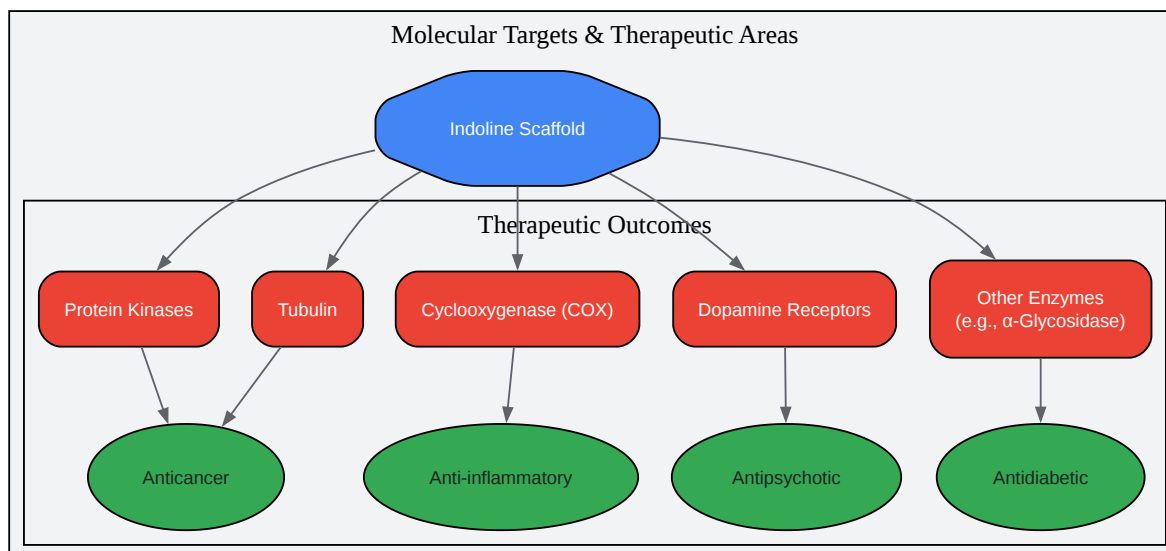 Molecular Targets & Therapeutic Areas
Indoline Scaffold
Therapeutic Outcomes
Protein Kinases
Tubulin
Cyclooxygenase (COX)
Dopamine Receptors
Other Enzymes
(e.g., α-Glycosidase)
Anticancer
Anti-inflammatory
Antipsychotic
Antidiabetic